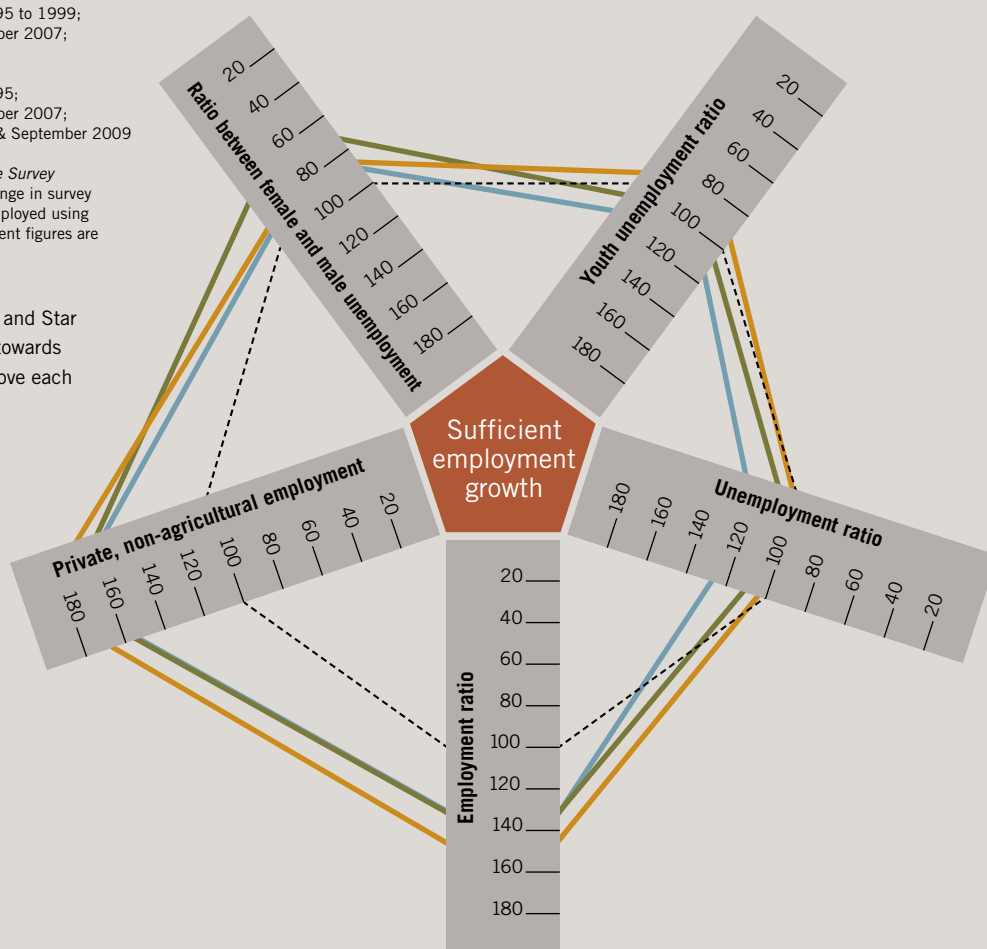 95 to 1999;
ber 2007;
95;
ber 2007;
& September 2009
e Survey
nge in survey
ployed using
ent figures are
and Star
owards
ove each
Ratio between female and male unemployment
20
40
60
80
100
120
140
160
180
Youth unemployment ratio
20
40
60
80
100
120
140
160
180
Sufficient
employment
growth
Private, non-agricultural employment
180
160
140
120
100
80
60
40
20
Unemployment ratio
180
160
140
120
100
80
60
40
20
Employment ratio
20
40
60
80
100
120
140
160
180